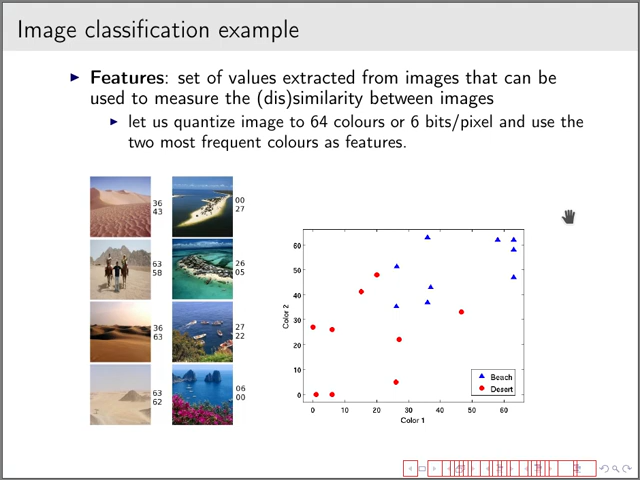 Image classification example
Features: set of values extracted from images that can be
used to measure the (dis)similarity between images
let us quantize image to 64 colours or 6 bits/pixel and use the
two most frequent colours as features.
36
43
00
27
63
58
26
05
36
63
27
22
63
62
06
00
Color 2
60
50
40
30
20
10
0
0 10 20 30 40 50 60
Color 1
Beach
Desert